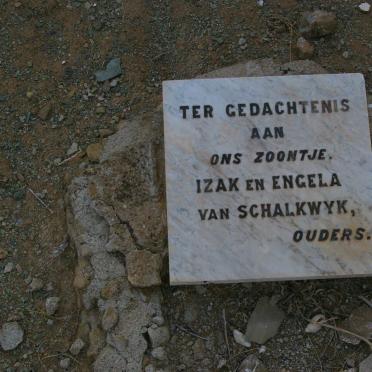 TER GEDACHTENIS
AAN
ONS ZOONTJE.
IZAK EN ENGELA
VAN SCHALKWYK,
OUDERS.